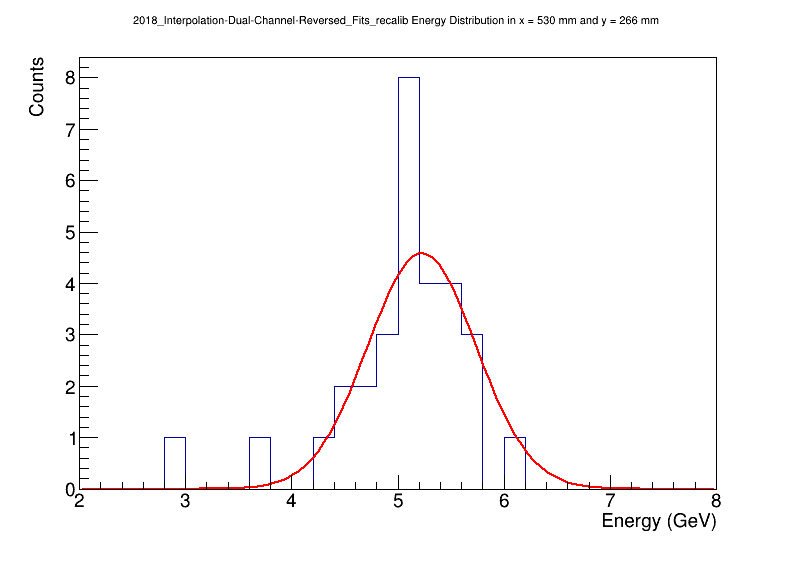 2018_Interpolation-Dual-Channel-Reversed_Fits_recalib Energy Distribution in x = 530 mm and y = 266 mm
Counts
8
7
6
5
4
3
2
1
0
2 3 4 5 6 7 8
Energy (GeV)